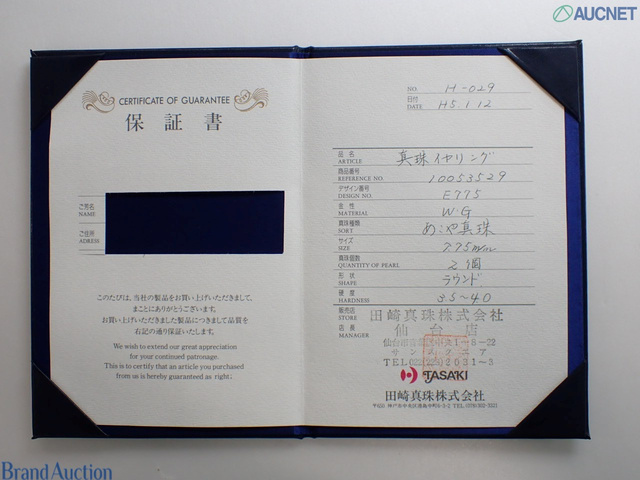 AUCNET
CERTIFICATE OF GUARANTEE
保証書
ご芳名
NAME
ご住所
ADRESS
このたびは、当社の製品をお買い上げいただきまして、
まことにありがとうございます。
お買い上げいただきました製品につきまして品質を
右記の通り保証いたします。
We wish to extend our great appreciation
for your continued patronage.
This is to certify that an article you purchased
from us is hereby guaranteed as right.
NO. H-029
日付
DATE H5.1.12
品名
ARTICLE 真珠イヤリング
商品番号
REFERENCE NO. 10053529
デザイン番号
DESIGN NO. E775
金性
MATERIAL W.G
真珠種類
SORT あこや真珠
サイズ
SIZE 7.75mm
真珠個数
QUANTITY OF PEARL 2個
形状
SHAPE ラウンド
硬度
HARDNESS 3.5~4.0
販売店
STORE 田崎真珠株式会社
店長
MANAGER 仙台店
サンスクエア
TASAKI
田崎真珠株式会社
Brand Auction